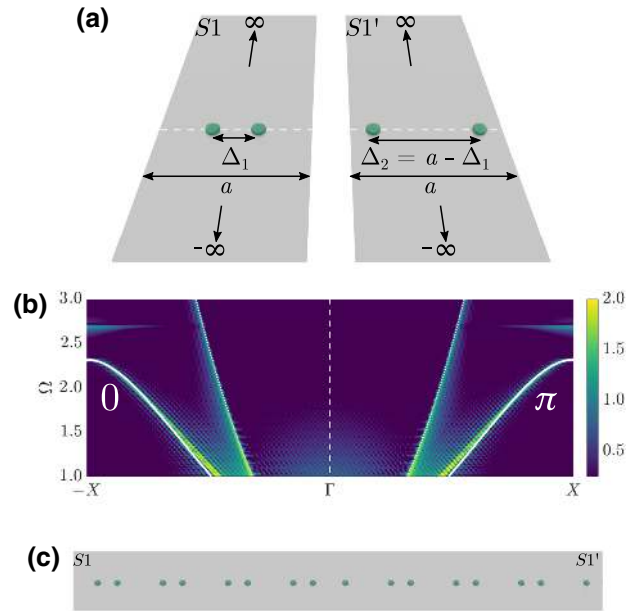 (a)
S1 ∞ S1' ∞
Δ₁ Δ₂ = a - Δ₁
a a
-∞ -∞
(b)
3.0 2.0
2.5
Ω 2.0 0 π 1.5
1.5 1.0
1.0 0.5
-X Γ X
(c)
S1 S1'